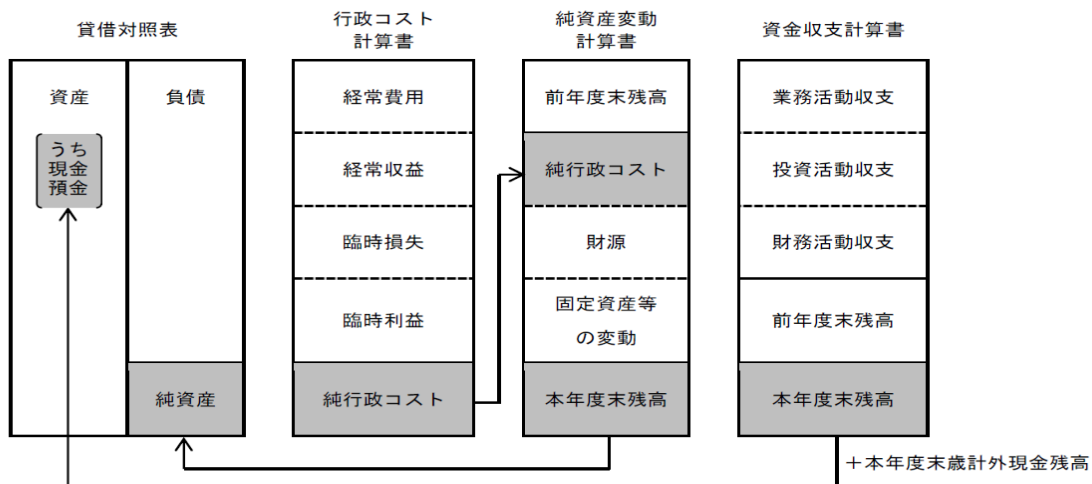 貸借対照表
資産
うち
現金
預金
負債
純資産
行政コスト
計算書
経常費用
経常収益
臨時損失
臨時利益
純行政コスト
純資産変動
計算書
前年度末残高
純行政コスト
財源
固定資産等
の変動
本年度末残高
資金収支計算書
業務活動収支
投資活動収支
財務活動収支
前年度末残高
本年度末残高
＋本年度末歳計外現金残高